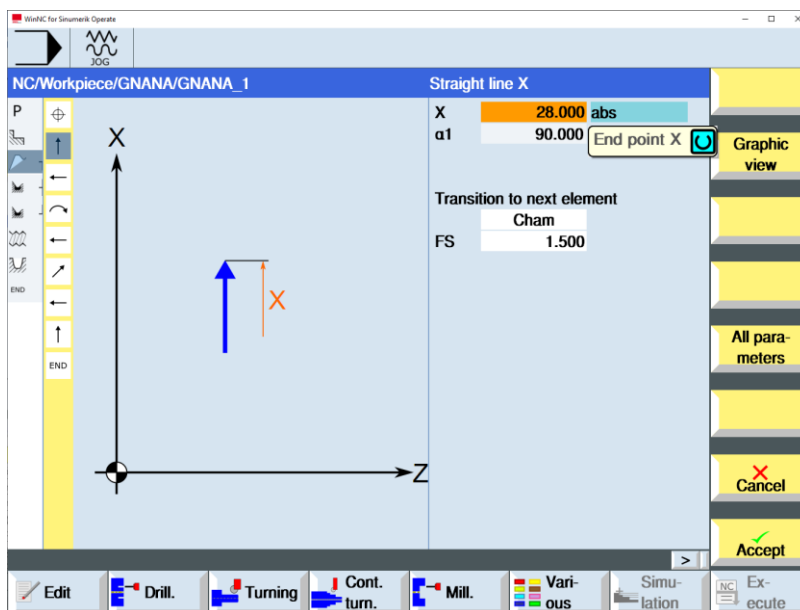 WinNC for Sinumerik Operate
JOG
NC/Workpiece/GNANA/GNANA_1
Straight line X
P
END
END
X
Z
X
X 28.000 abs
α1 90.000
End point X
Transition to next element
Cham
FS 1.500
Graphic
view
All para-
meters
Cancel
Accept
>
Edit
Drill.
Turning
Cont.
turn.
Mill.
Vari-
ous
Simu-
lation
NC
Ex-
ecute